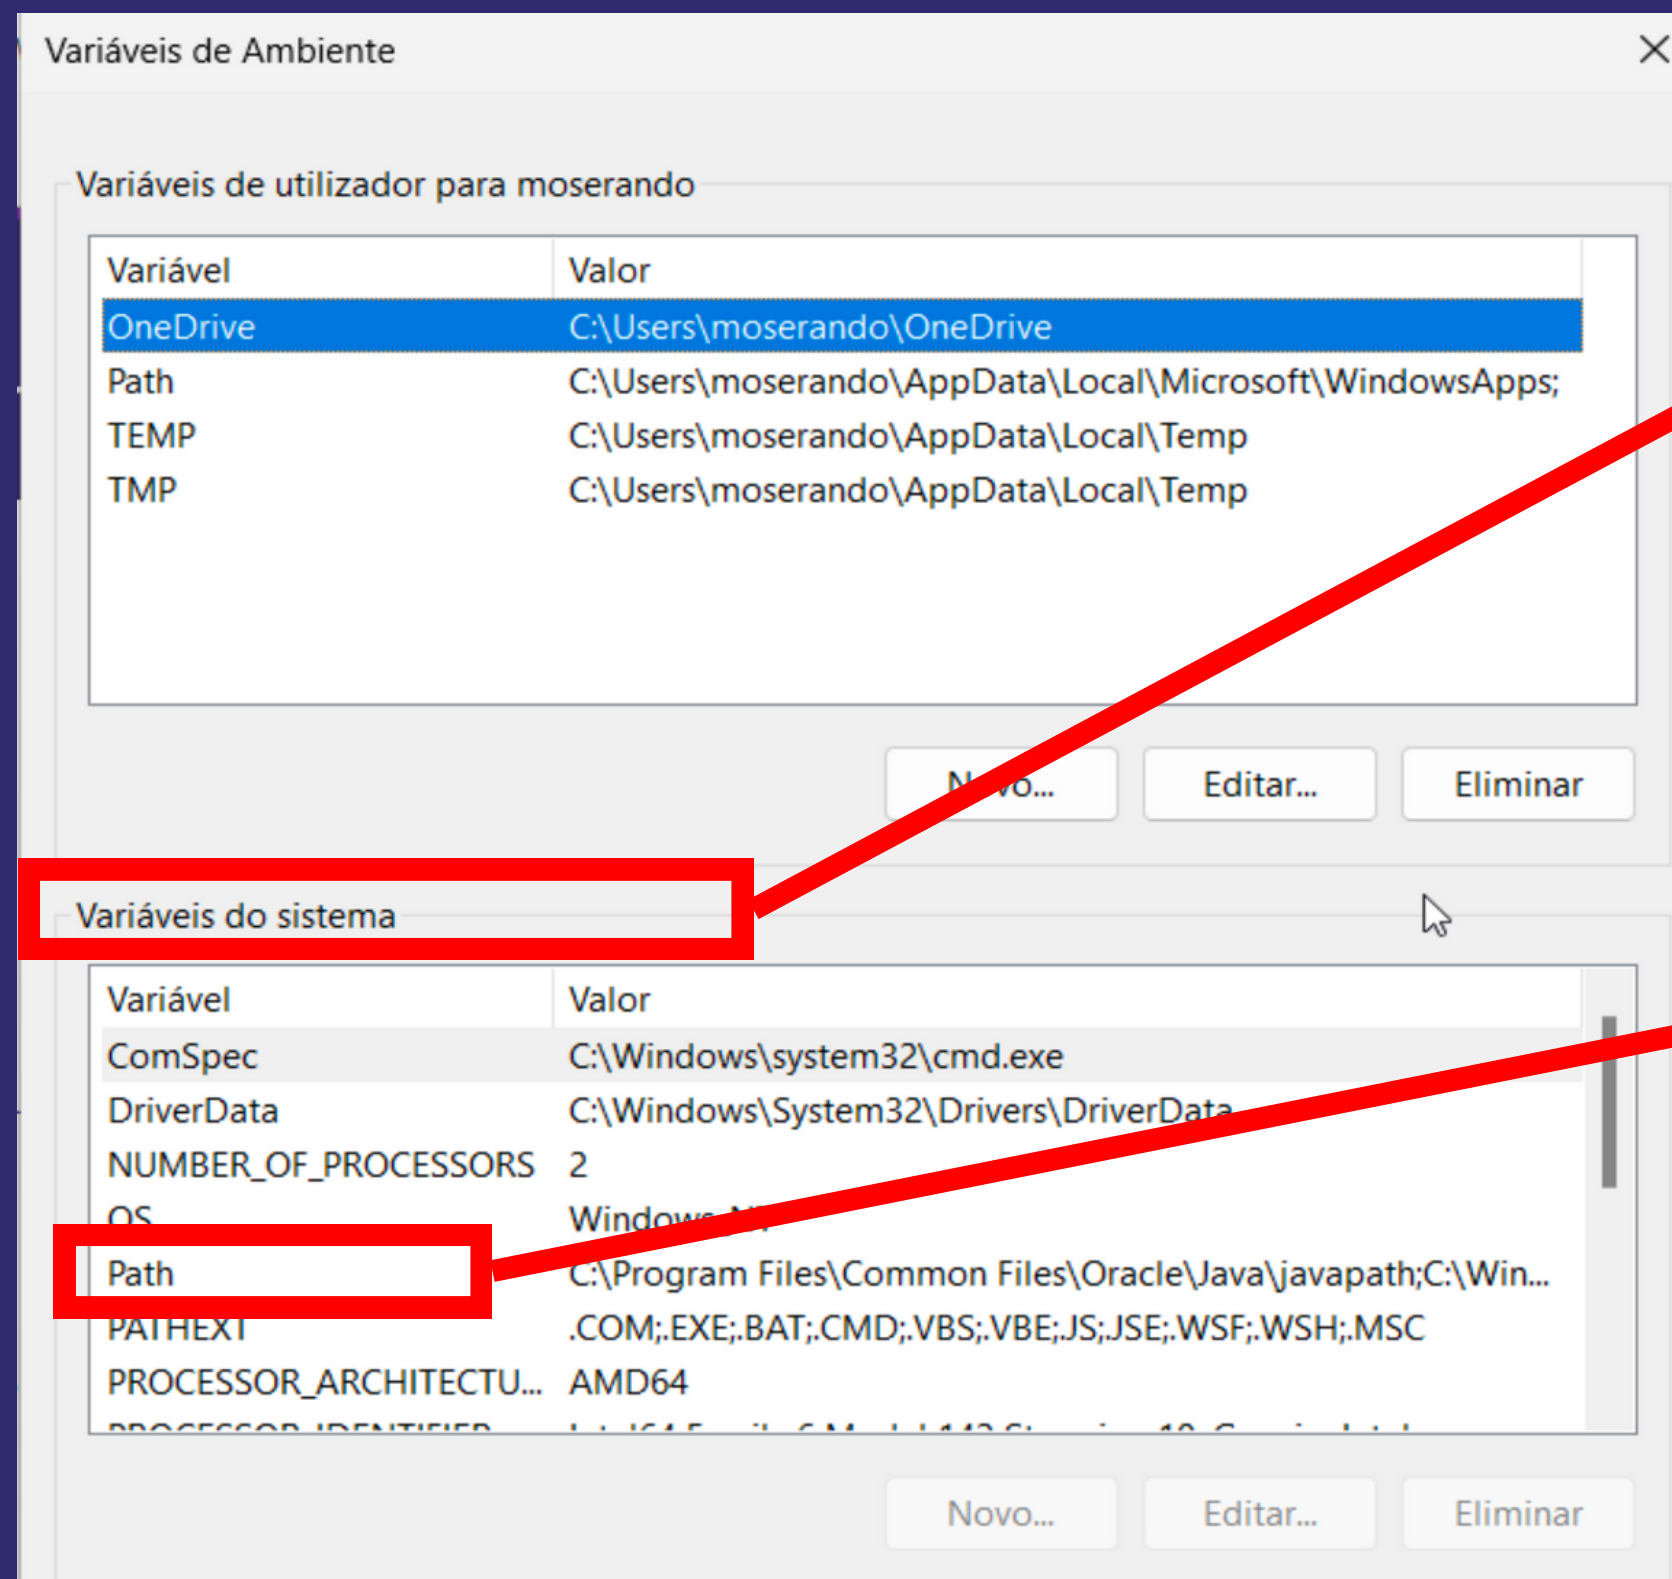 Variáveis de Ambiente
Variáveis de utilizador para moserando
Variável Valor
OneDrive C:\Users\moserando\OneDrive
Path C:\Users\moserando\AppData\Local\Microsoft\WindowsApps;
TEMP C:\Users\moserando\AppData\Local\Temp
TMP C:\Users\moserando\AppData\Local\Temp
Novo... Editar... Eliminar
Variáveis do sistema
Variável Valor
ComSpec C:\Windows\system32\cmd.exe
DriverData C:\Windows\System32\Drivers\DriverData
NUMBER_OF_PROCESSORS 2
OS Windows_NT
Path C:\Program Files\Common Files\Oracle\Java\javapath;C:\Win...
PATHEXT .COM;.EXE;.BAT;.CMD;.VBS;.VBE;.JS;.JSE;.WSF;.WSH;.MSC
PROCESSOR_ARCHITECTU... AMD64
PROCESSOR_IDENTIFIER
Novo... Editar... Eliminar